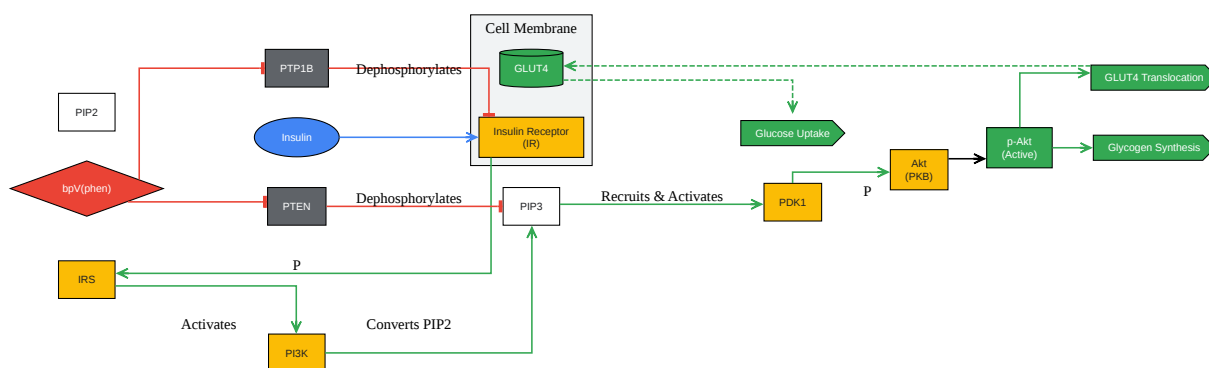 Cell Membrane
PTP1B
Dephosphorylates
GLUT4
GLUT4 Translocation
PIP2
Insulin
Insulin Receptor
(IR)
Glucose Uptake
p-Akt
(Active)
Glycogen Synthesis
Akt
(PKB)
bpV(phen)
PTEN
Dephosphorylates
PIP3
Recruits & Activates
PDK1
P
P
IRS
Activates
Converts PIP2
PI3K